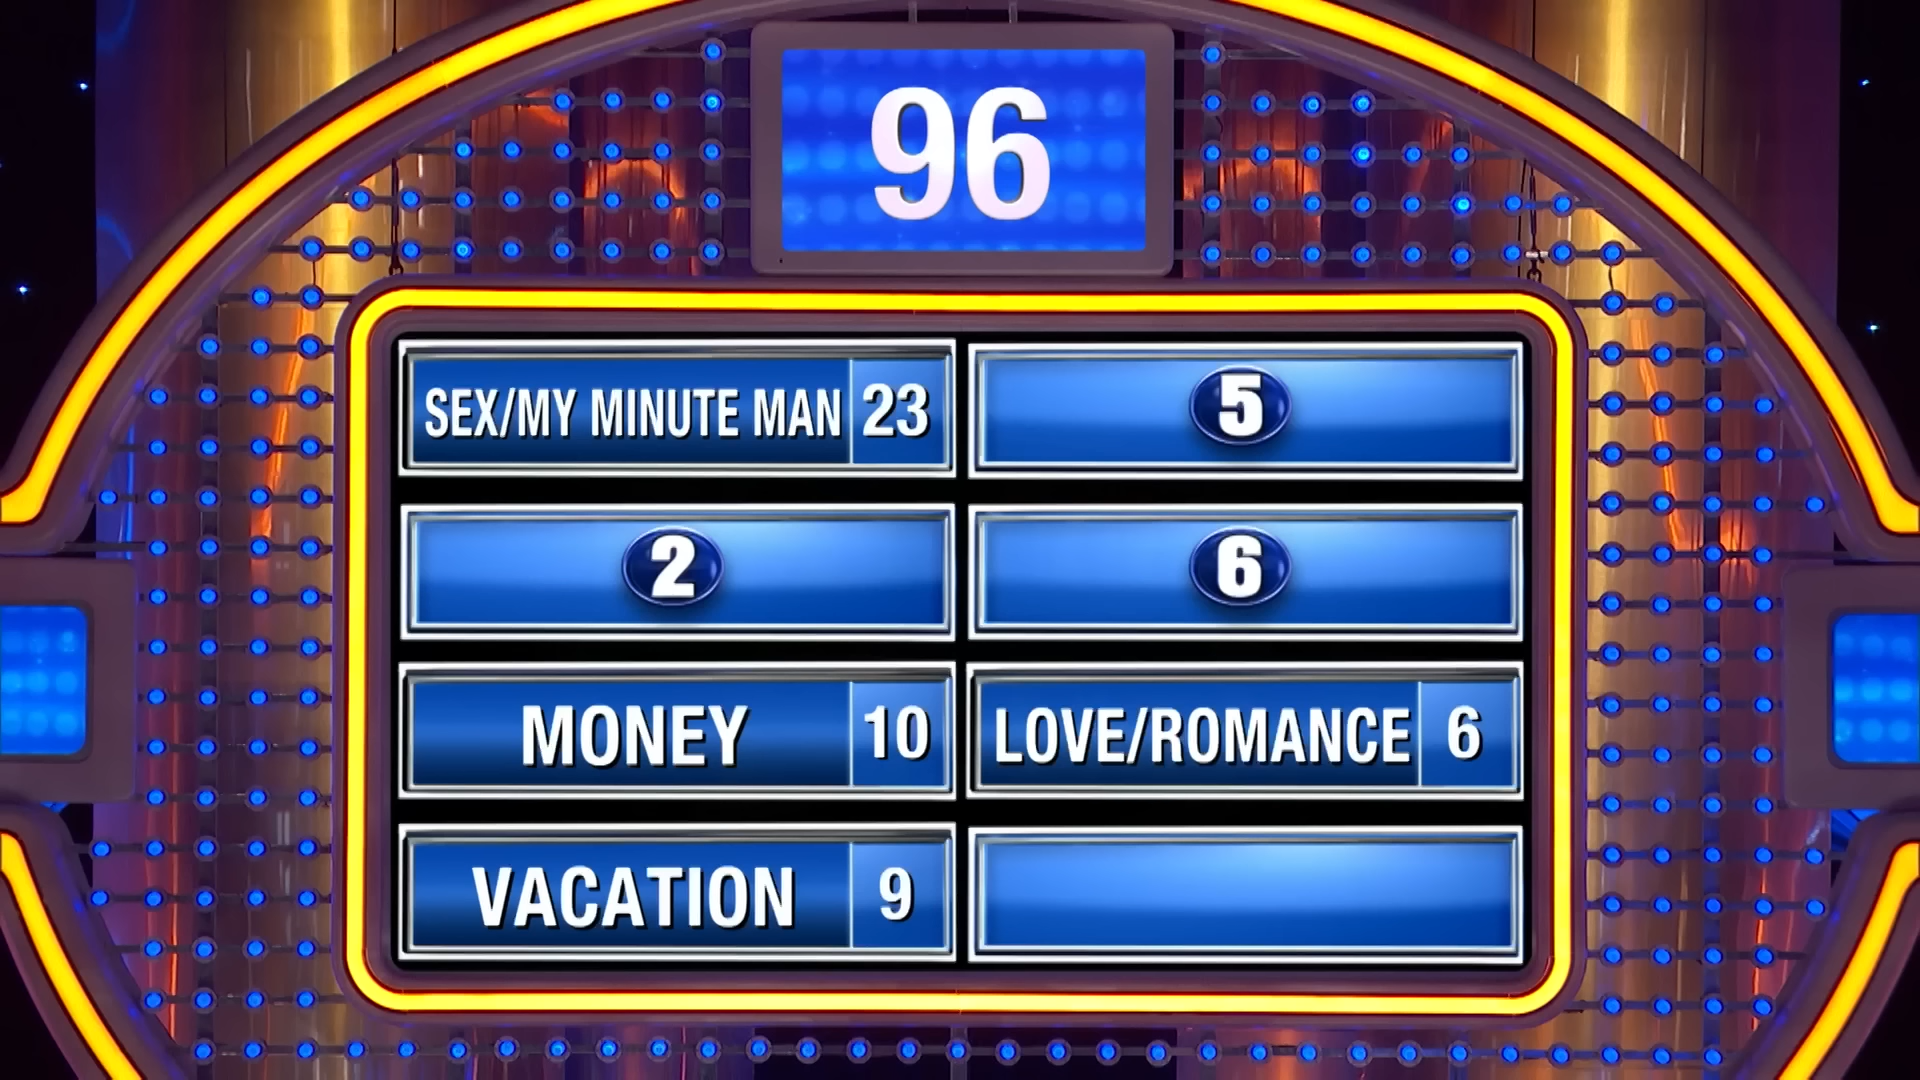 96
SEX/MY MINUTE MAN 23
5
2
6
MONEY 10
LOVE/ROMANCE 6
VACATION 9